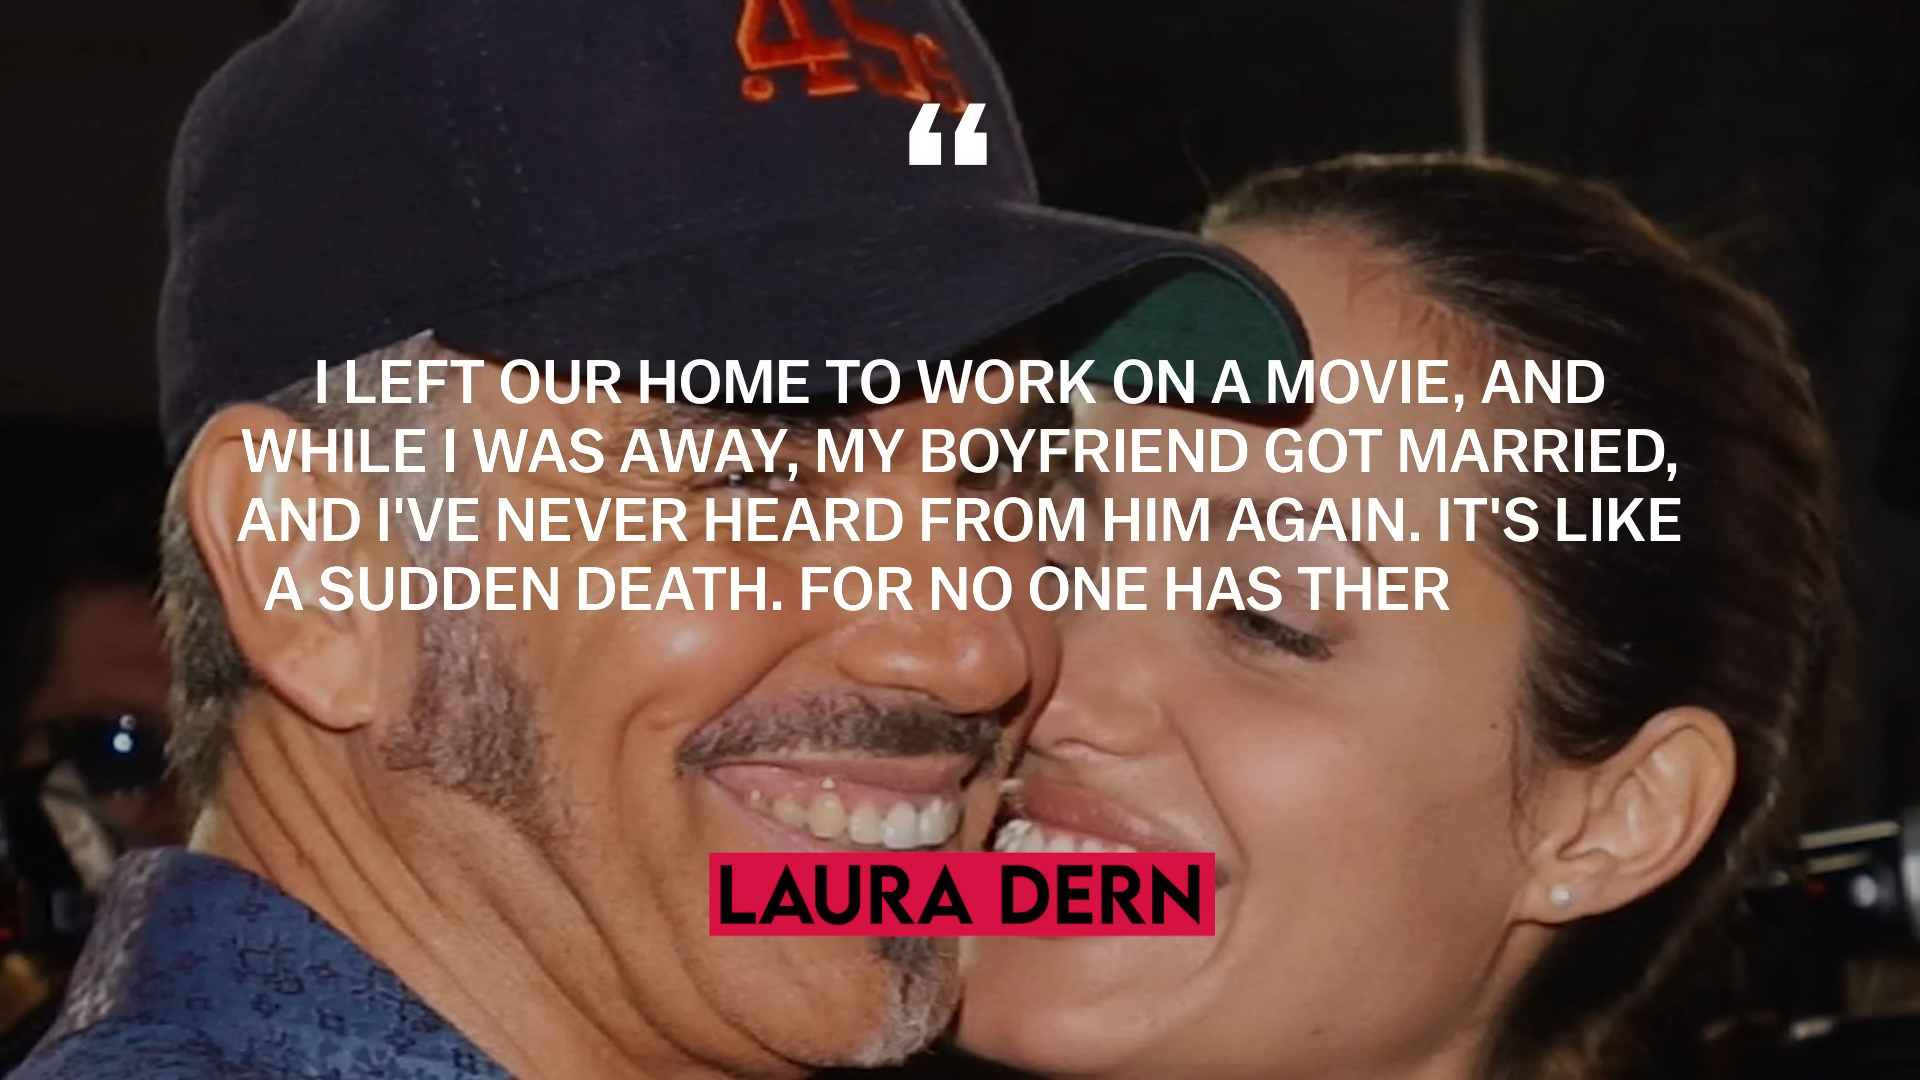 45s
“
I LEFT OUR HOME TO WORK ON A MOVIE, AND
WHILE I WAS AWAY, MY BOYFRIEND GOT MARRIED,
AND I'VE NEVER HEARD FROM HIM AGAIN. IT'S LIKE
A SUDDEN DEATH. FOR NO ONE HAS THER
LAURA DERN